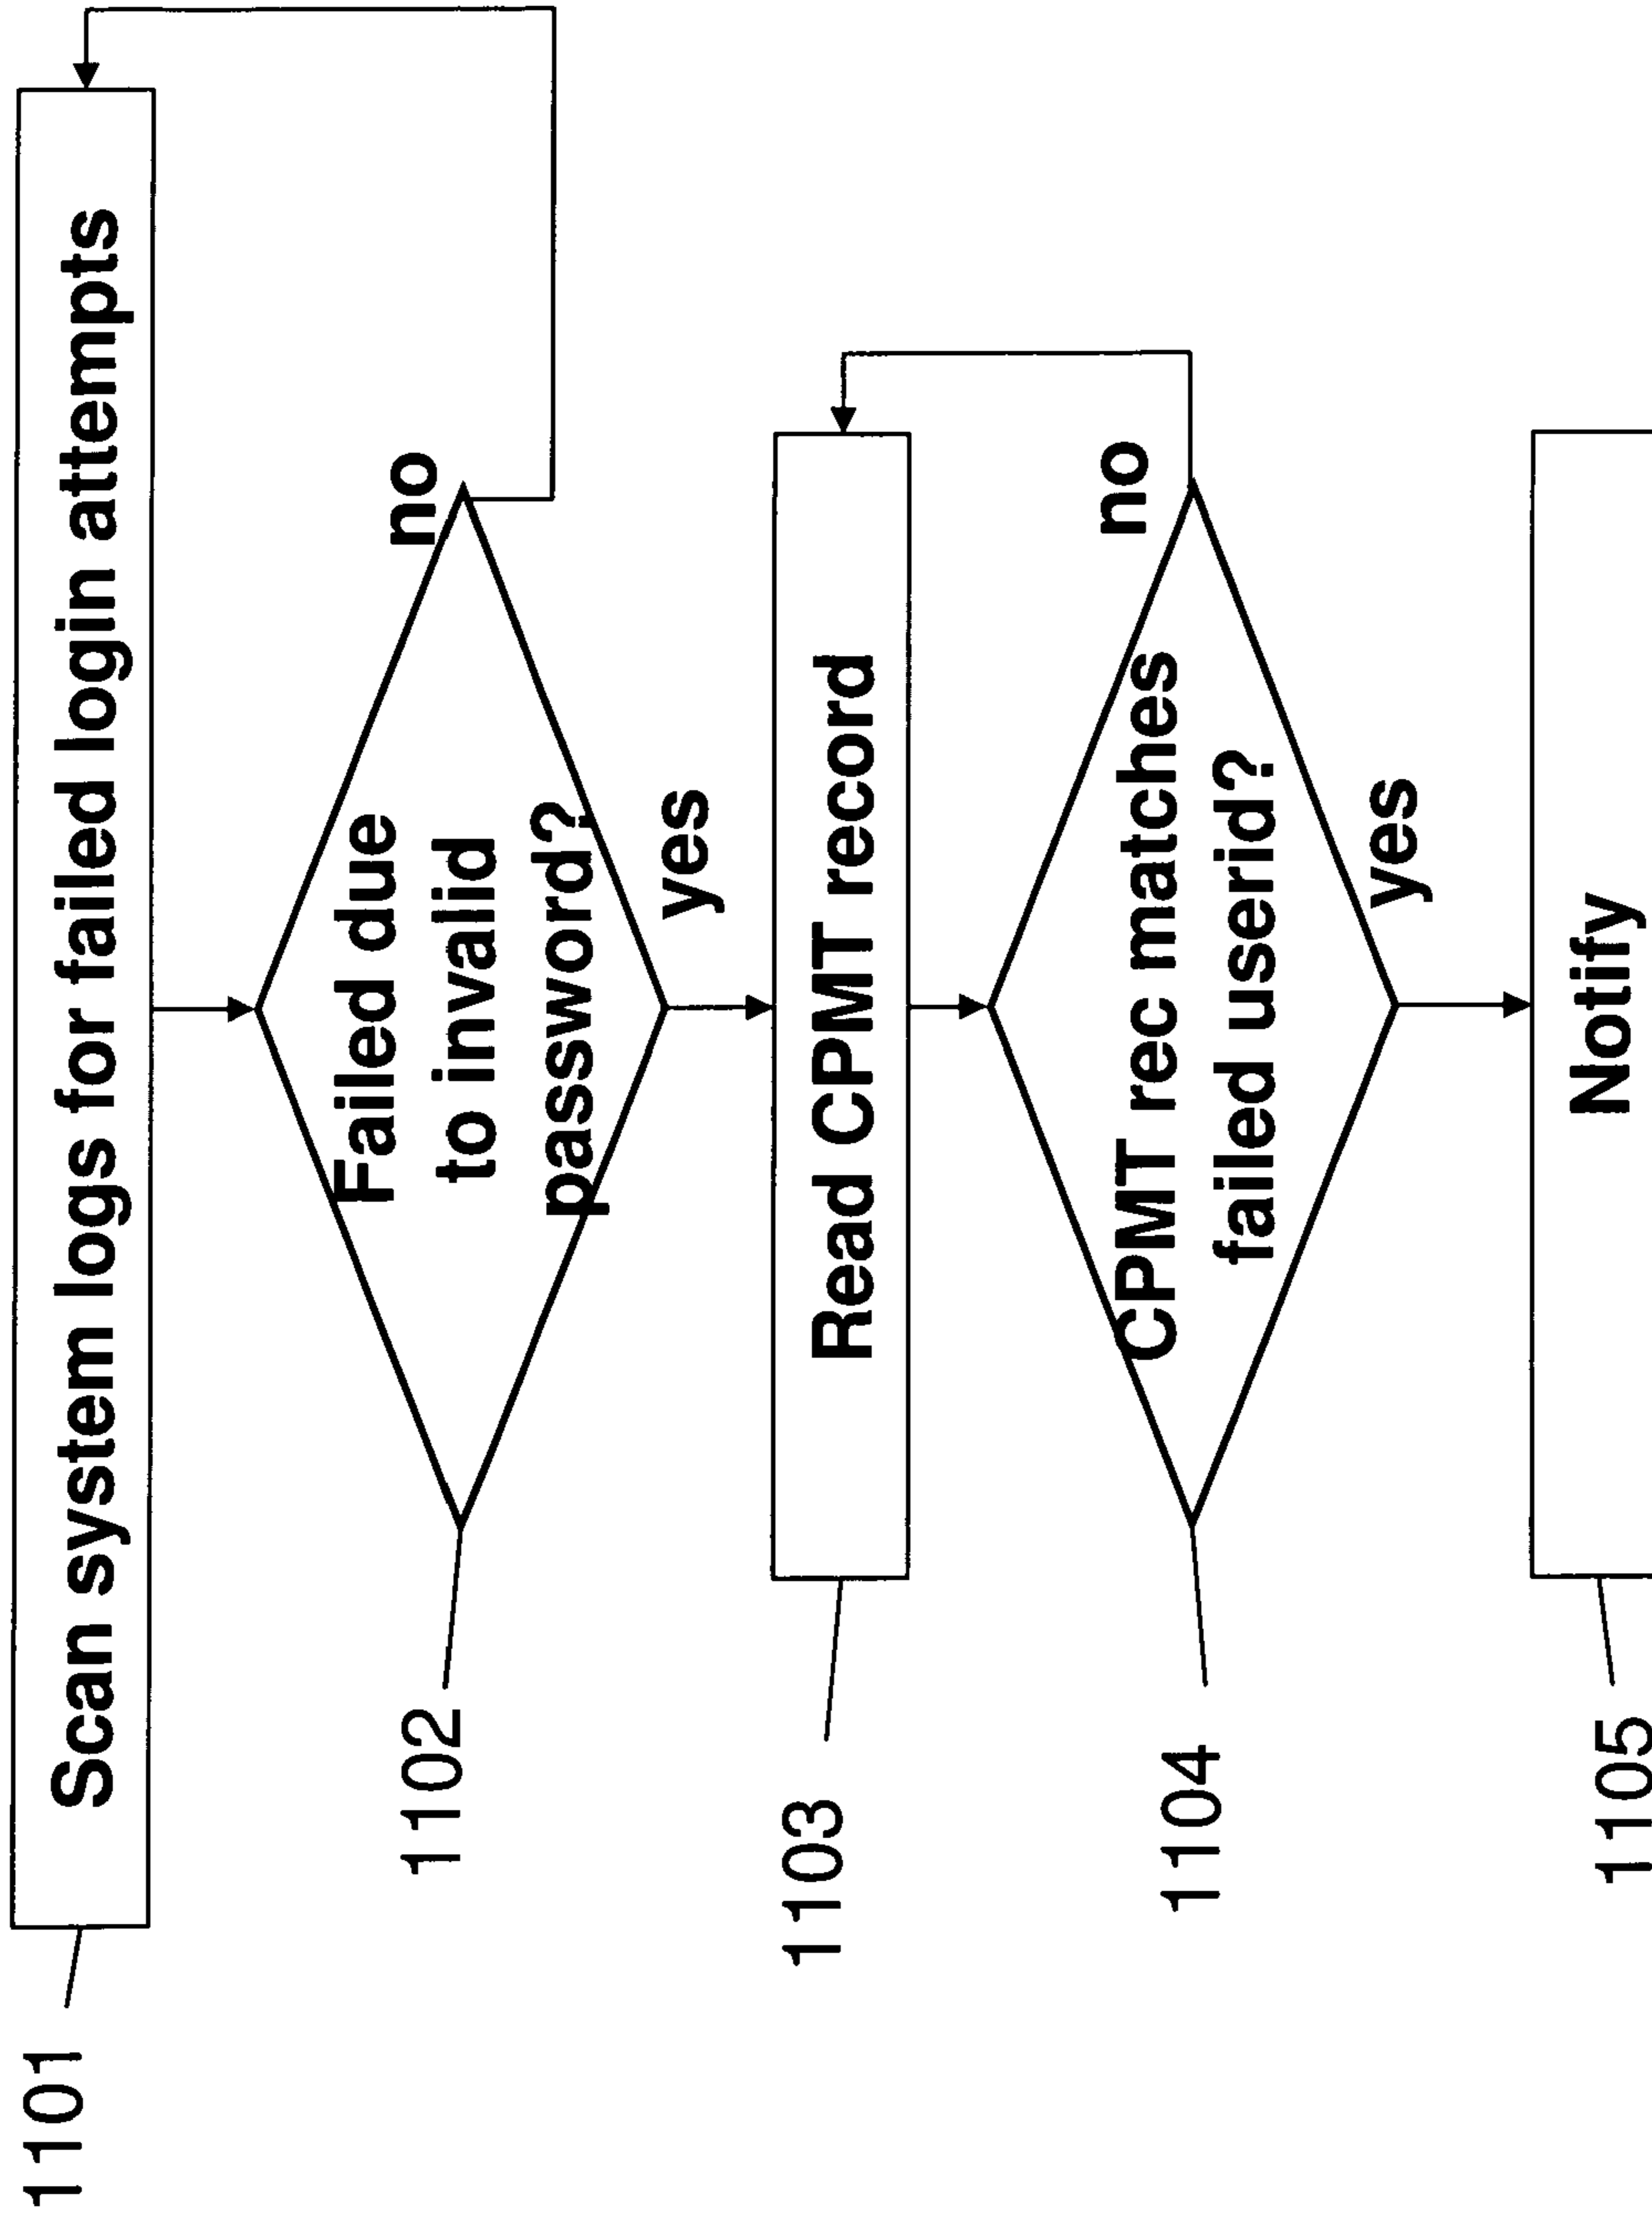 1101
Scan system logs for failed login attempts
1102
Failed due
to invalid
password?
no
yes
1103
Read CPMT record
1104
CPMT rec matches
failed userid?
no
yes
1105
Notify